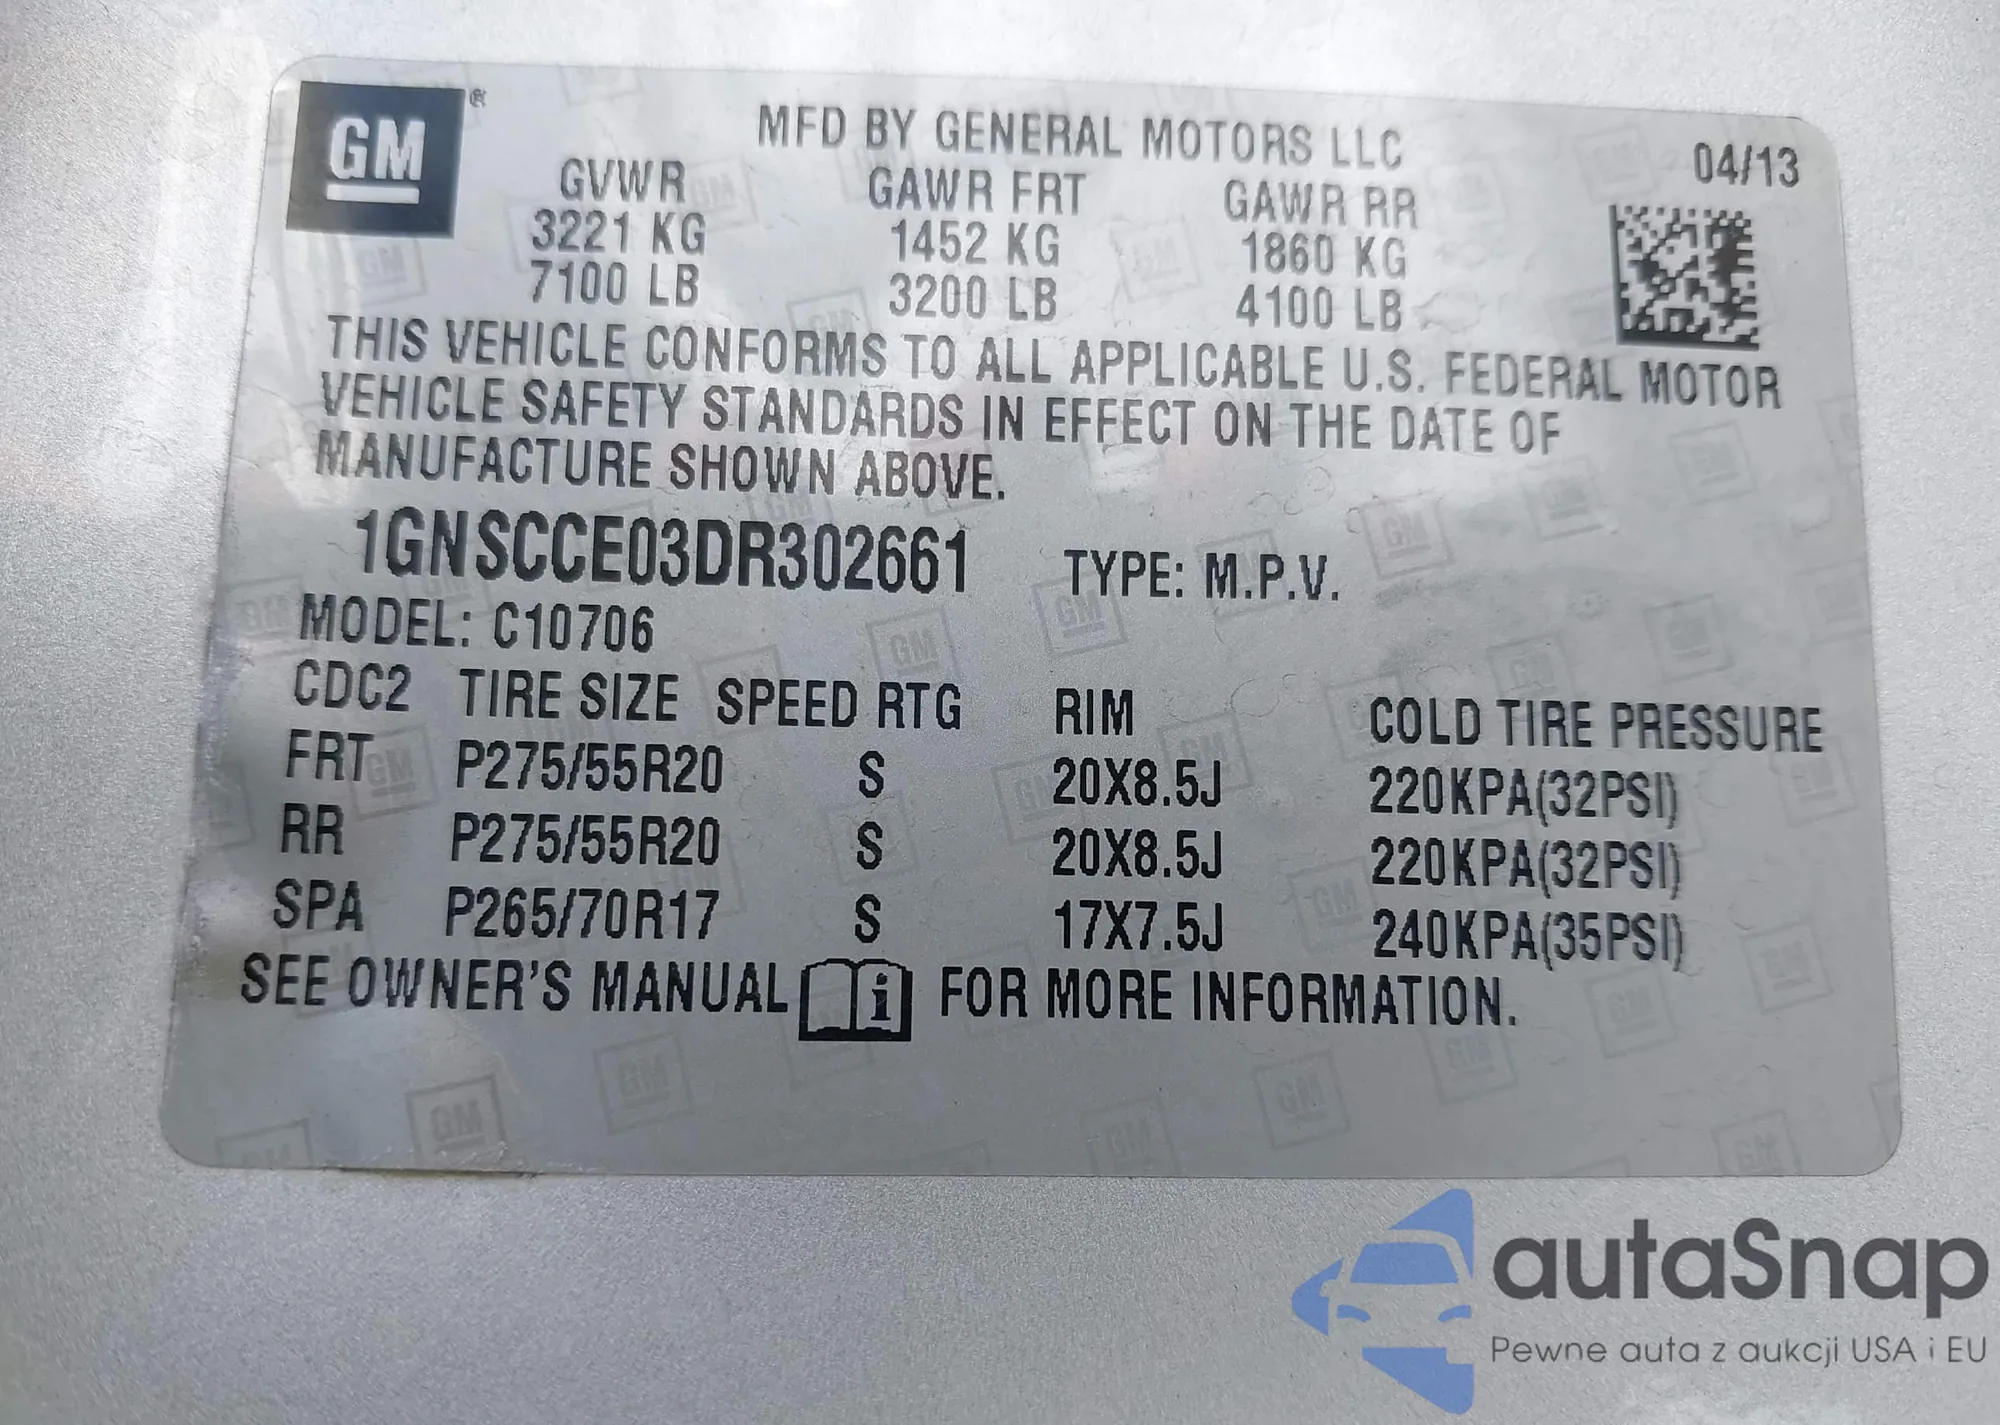 GM ®
MFD BY GENERAL MOTORS LLC 04/13
GVWR GAWR FRT GAWR RR
3221 KG 1452 KG 1860 KG
7100 LB 3200 LB 4100 LB
THIS VEHICLE CONFORMS TO ALL APPLICABLE U.S. FEDERAL MOTOR
VEHICLE SAFETY STANDARDS IN EFFECT ON THE DATE OF
MANUFACTURE SHOWN ABOVE.
1GNSCCE03DR302661 TYPE: M.P.V.
MODEL: C10706
CDC2 TIRE SIZE SPEED RTG RIM COLD TIRE PRESSURE
FRT P275/55R20 S 20X8.5J 220KPA(32PSI)
RR P275/55R20 S 20X8.5J 220KPA(32PSI)
SPA P265/70R17 S 17X7.5J 240KPA(35PSI)
SEE OWNER'S MANUAL i FOR MORE INFORMATION.
autaSnap
Pewne auta z aukcji USA i EU